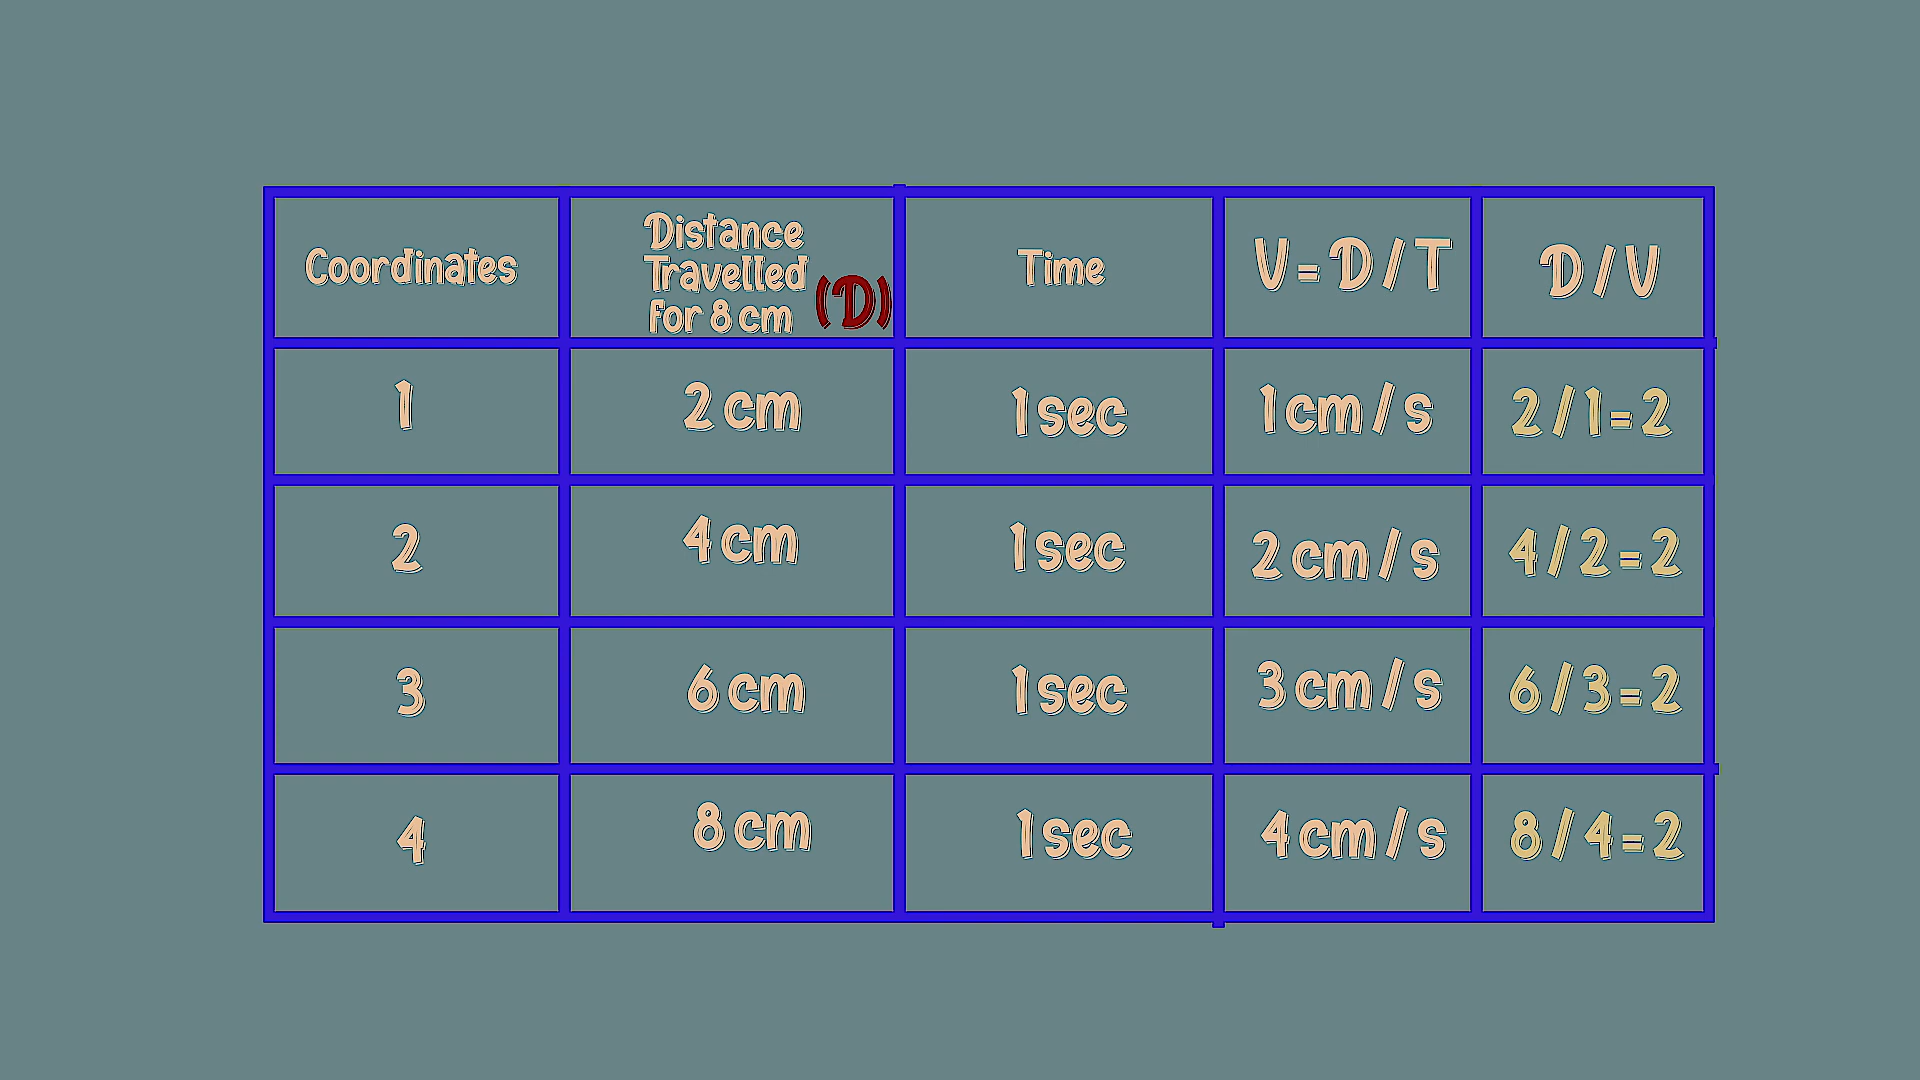 Coordinates
Distance
Travelled
for 8 cm (D)
Time
V = D / T
D / V
1
2 cm
1 sec
1 cm / s
2 / 1 = 2
2
4 cm
1 sec
2 cm / s
4 / 2 = 2
3
6 cm
1 sec
3 cm / s
6 / 3 = 2
4
8 cm
1 sec
4 cm / s
8 / 4 = 2